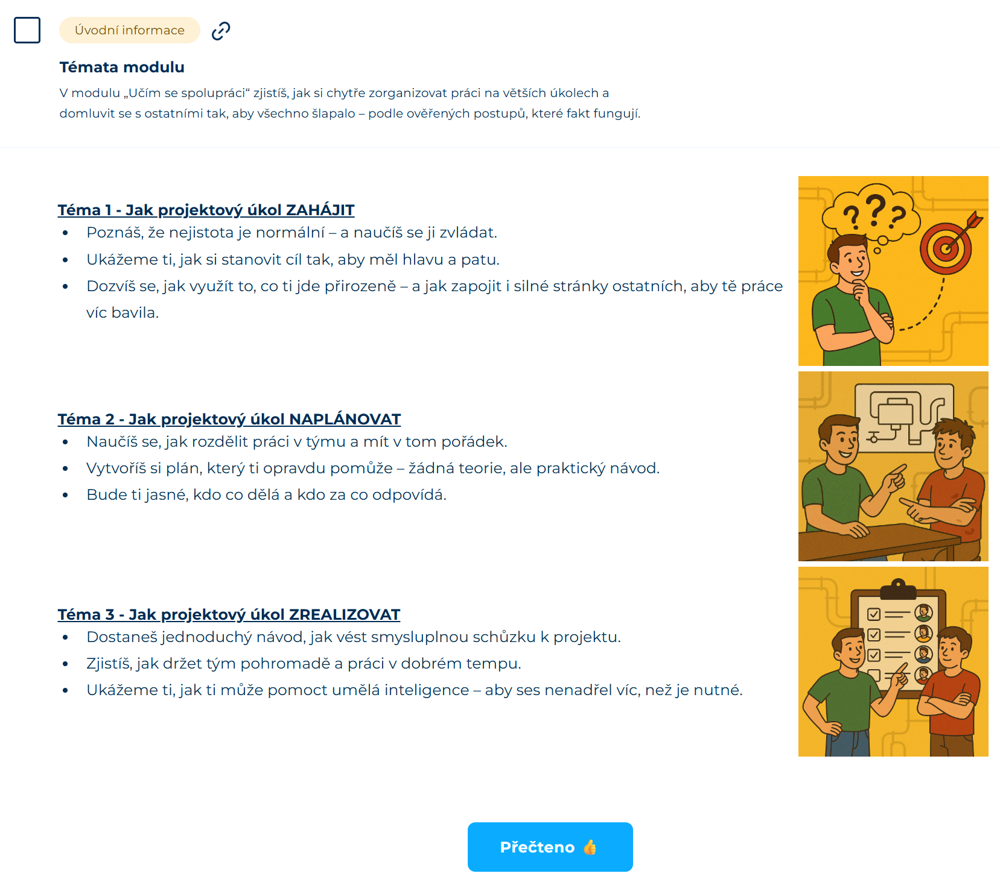 Úvodní informace
Témata modulu
V modulu „Učím se spolupráci“ zjistíš, jak si chytře zorganizovat práci na větších úkolech a
domluvit se s ostatními tak, aby všechno šlapalo – podle ověřených postupů, které fakt fungují.
Téma 1 - Jak projektový úkol ZAHÁJIT
• Poznáš, že nejistota je normální – a naučíš se ji zvládat.
• Ukážeme ti, jak si stanovit cíl tak, aby měl hlavu a patu.
• Dozvíš se, jak využít to, co ti jde přirozeně – a jak zapojit i silné stránky ostatních, aby tě práce
víc bavila.
???
Téma 2 - Jak projektový úkol NAPLÁNOVAT
• Naučíš se, jak rozdělit práci v týmu a mít v tom pořádek.
• Vytvoříš si plán, který ti opravdu pomůže – žádná teorie, ale praktický návod.
• Bude ti jasné, kdo co dělá a kdo za co odpovídá.
Téma 3 - Jak projektový úkol ZREALIZOVAT
• Dostaneš jednoduchý návod, jak vést smysluplnou schůzku k projektu.
• Zjistíš, jak držet tým pohromadě a práci v dobrém tempu.
• Ukážeme ti, jak ti může pomoct umělá inteligence – aby ses nenadřel víc, než je nutné.
Přečteno 👍